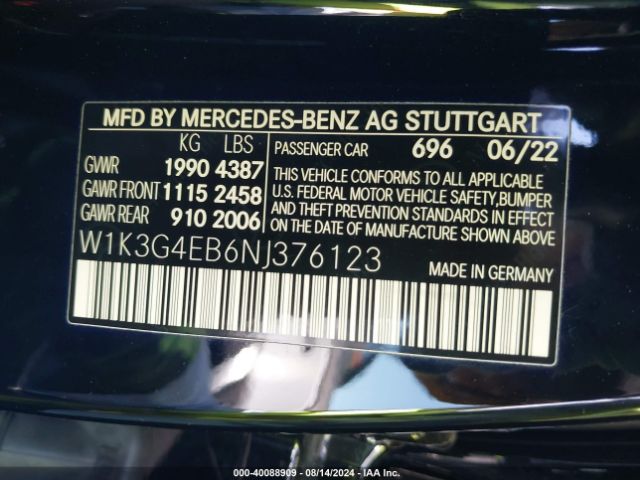 MFD BY MERCEDES-BENZ AG STUTTGART
KG LBS
GWR 1990 4387
GAWR FRONT 1115 2458
GAWR REAR 910 2006
PASSENGER CAR 696 06/22
THIS VEHICLE CONFORMS TO ALL APPLICABLE
U.S. FEDERAL MOTOR VEHICLE SAFETY, BUMPER
AND THEFT PREVENTION STANDARDS IN EFFECT ON THE
DATE OF MANUFACTURE SHOWN ABOVE
W1K3G4EB6NJ376123
MADE IN GERMANY
000-40088909 - 08/14/2024 - IAA Inc.